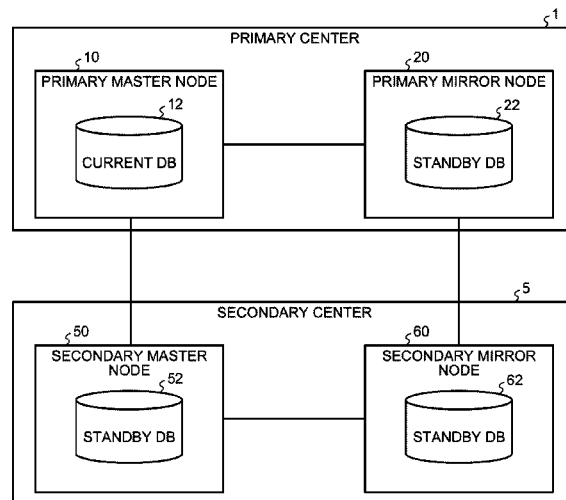 1
PRIMARY CENTER
10
PRIMARY MASTER NODE
12
CURRENT DB
20
PRIMARY MIRROR NODE
22
STANDBY DB
5
SECONDARY CENTER
50
SECONDARY MASTER
NODE
52
STANDBY DB
60
SECONDARY MIRROR
NODE
62
STANDBY DB